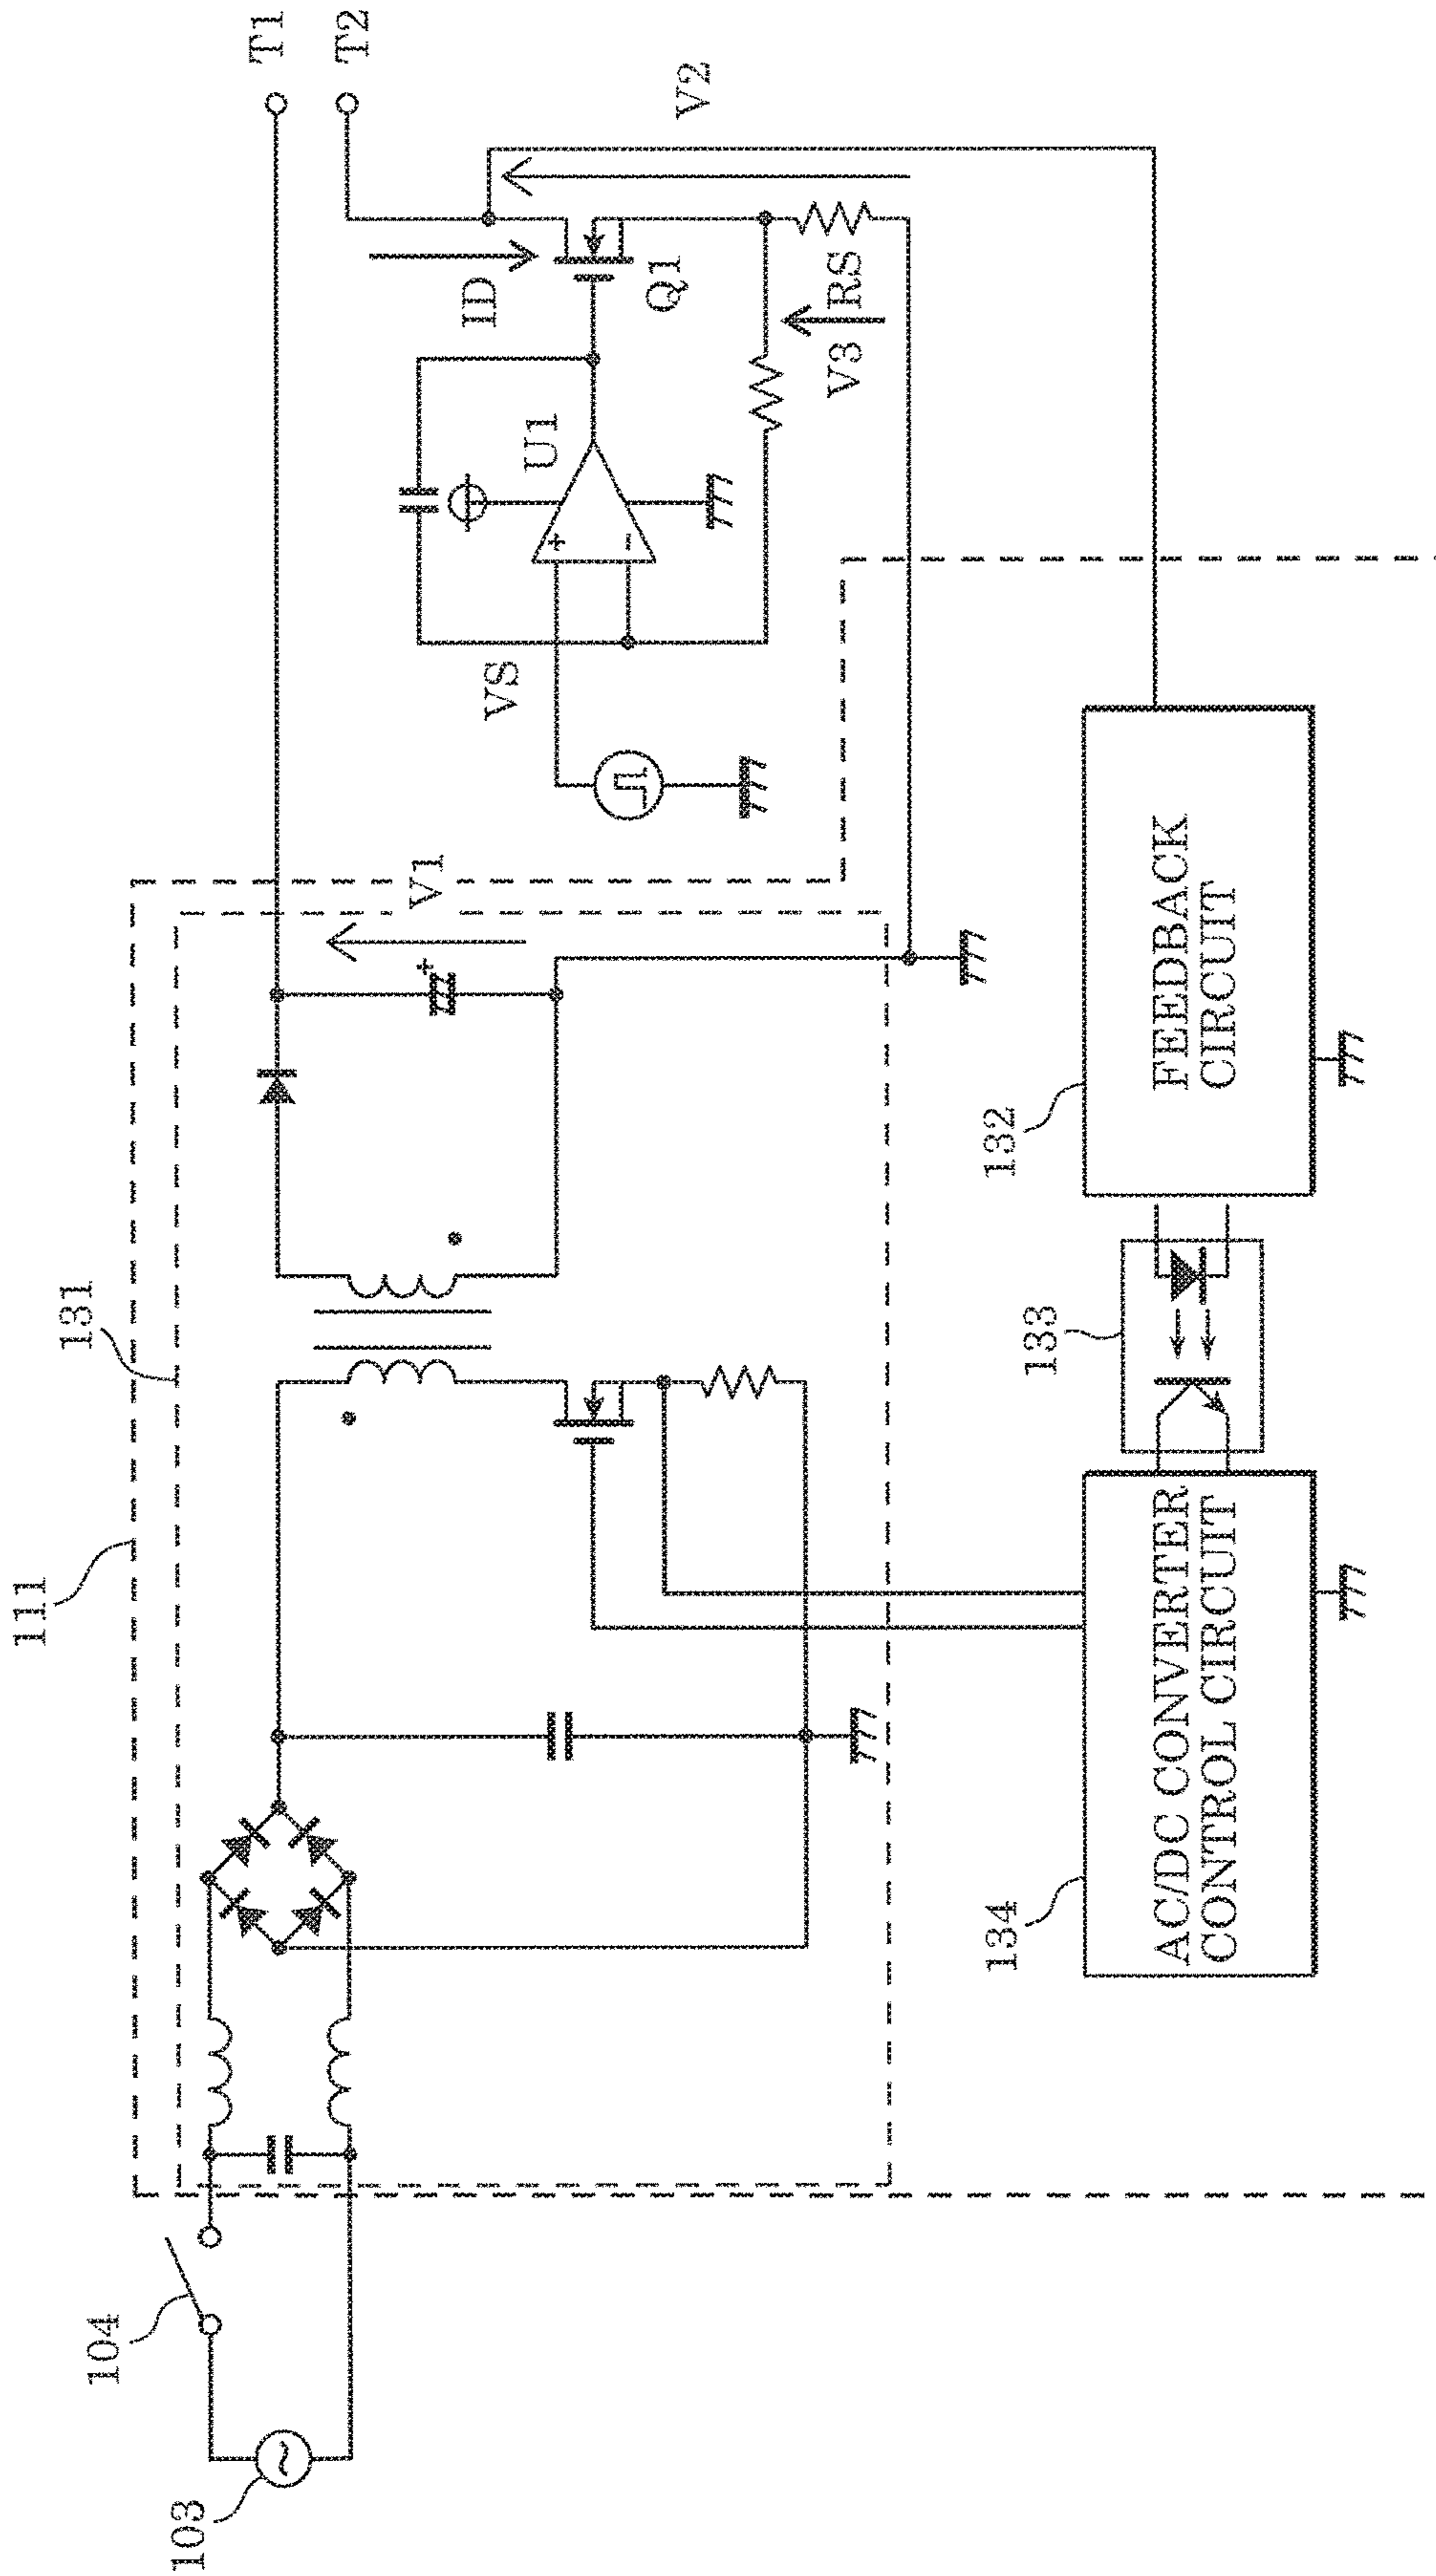 111
131
104
103
V1
T1
T2
ID
U1
+
−
VS
Q1
V2
V3
RS
+
134
AC/DC CONVERTER
CONTROL CIRCUIT
133
132
FEEDBACK
CIRCUIT